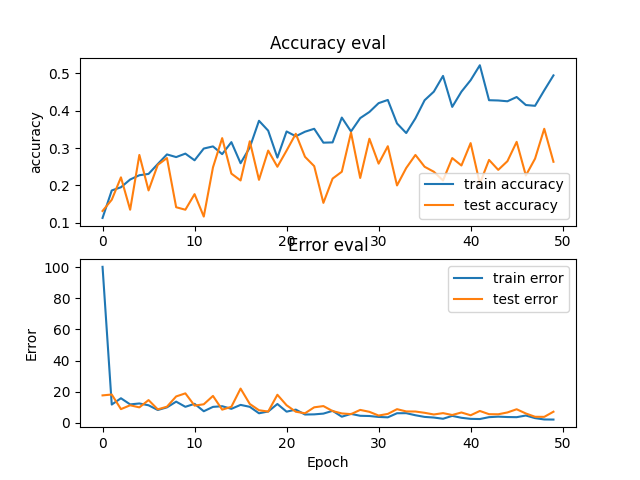 Accuracy eval
accuracy
0.5
0.4
0.3
0.2
0.1
train accuracy
test accuracy
0 10 20 30 40 50
Error eval
Error
100
80
60
40
20
0
train error
test error
0 10 20 30 40 50
Epoch